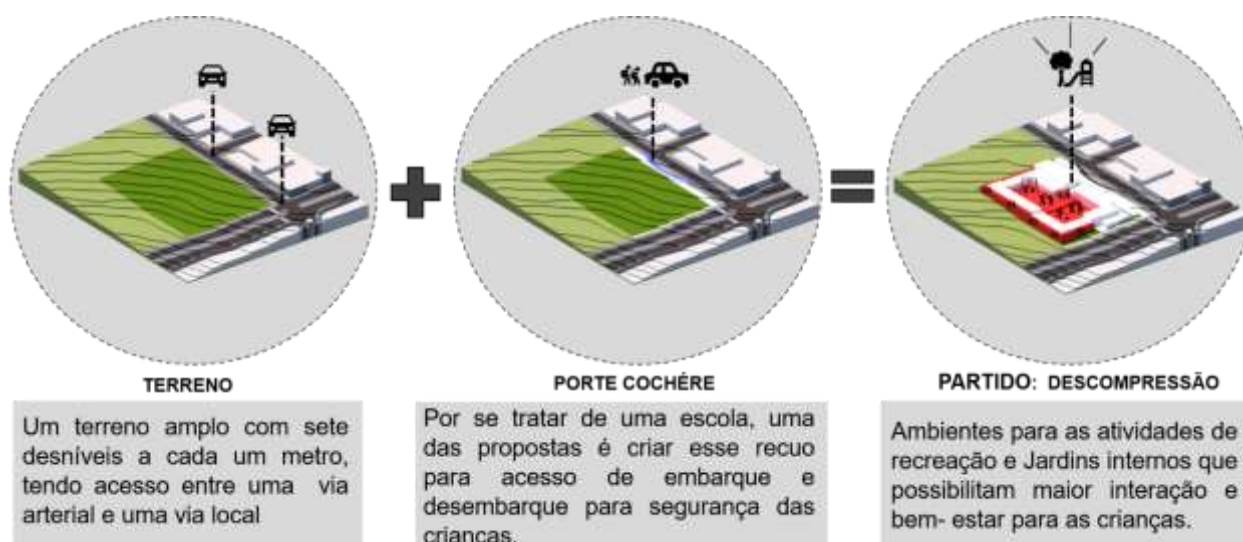 TERRENO
Um terreno amplo com sete
desníveis a cada um metro,
tendo acesso entre uma via
arterial e uma via local
PORTE COCHÉRE
Por se tratar de uma escola, uma
das propostas é criar esse recuo
para acesso de embarque e
desembarque para segurança das
crianças.
PARTIDO: DESCOMPRESSÃO
Ambientes para as atividades de
recreação e Jardins internos que
possibilitam maior interação e
bem- estar para as crianças.